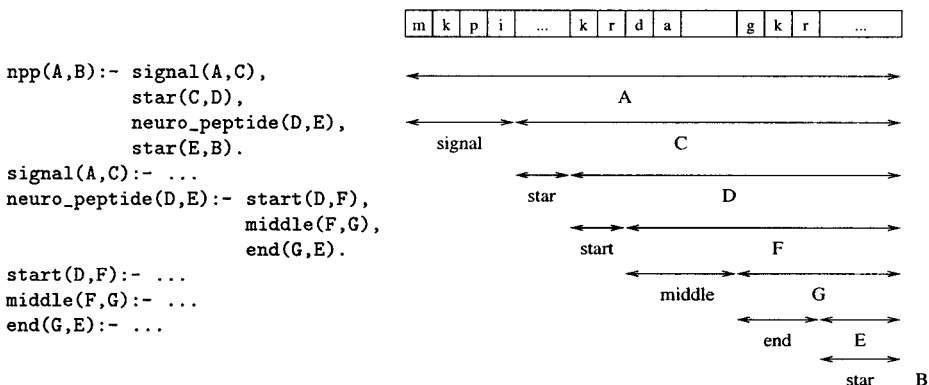 m k p i ... k r d a g k r ...
npp(A,B):- signal(A,C),
star(C,D),
neuro_peptide(D,E),
star(E,B).
signal(A,C):- ...
neuro_peptide(D,E):- start(D,F),
middle(F,G),
end(G,E).
start(D,F):- ...
middle(F,G):- ...
end(G,E):- ...
A
signal C
star D
start F
middle G
end E
star B